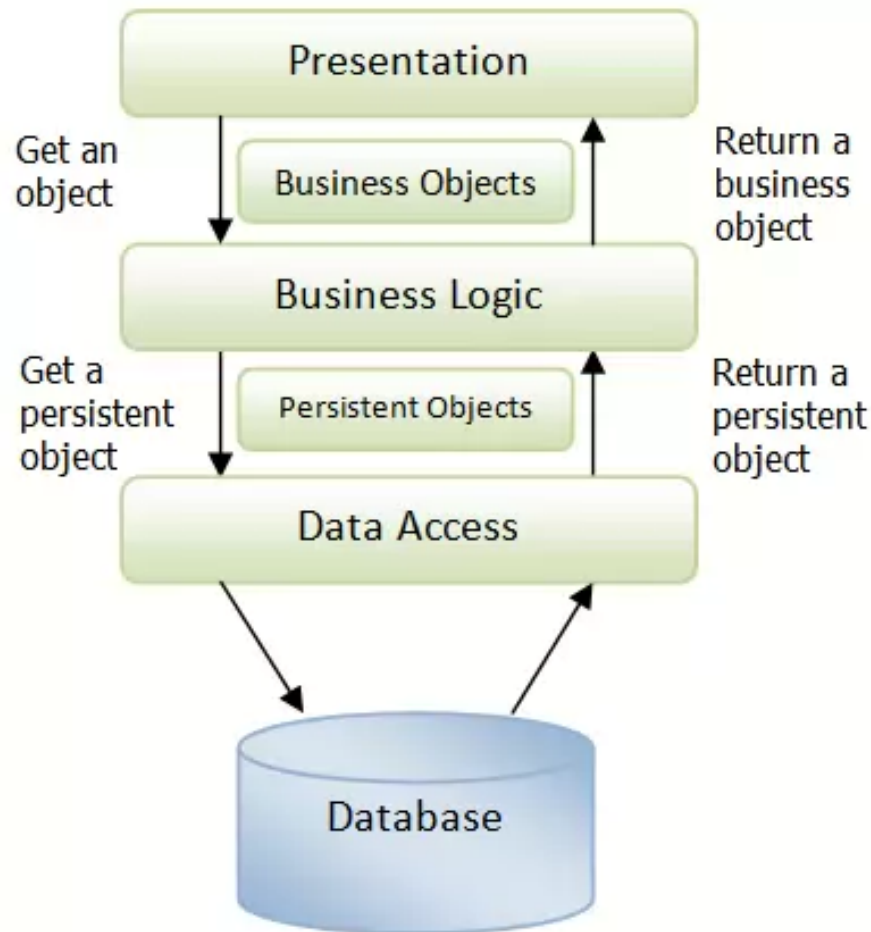 Presentation
Get an
object
Business Objects
Return a
business
object
Business Logic
Get a
persistent
object
Persistent Objects
Return a
persistent
object
Data Access
Database